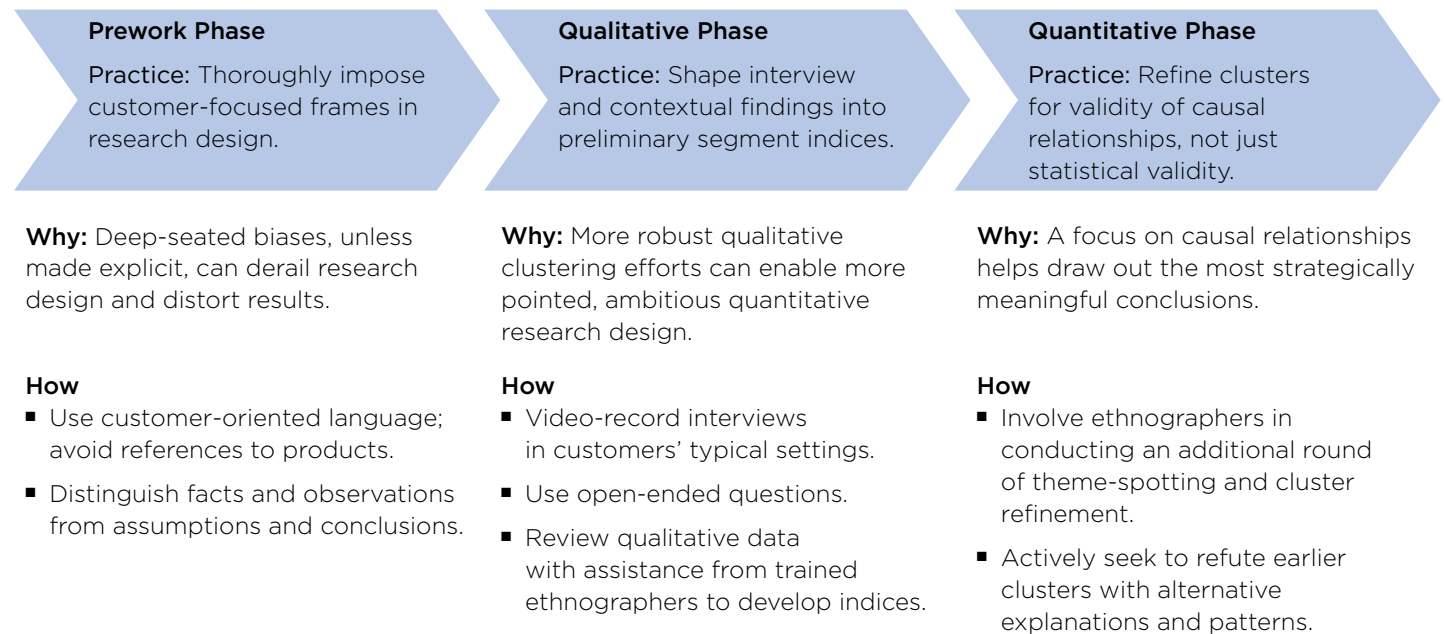 Prework Phase
Practice: Thoroughly impose
customer-focused frames in
research design.
Why: Deep-seated biases, unless
made explicit, can derail research
design and distort results.
How
▪ Use customer-oriented language;
avoid references to products.
▪ Distinguish facts and observations
from assumptions and conclusions.
Qualitative Phase
Practice: Shape interview
and contextual findings into
preliminary segment indices.
Why: More robust qualitative
clustering efforts can enable more
pointed, ambitious quantitative
research design.
How
▪ Video-record interviews
in customers’ typical settings.
▪ Use open-ended questions.
▪ Review qualitative data
with assistance from trained
ethnographers to develop indices.
Quantitative Phase
Practice: Refine clusters
for validity of causal
relationships, not just
statistical validity.
Why: A focus on causal relationships
helps draw out the most strategically
meaningful conclusions.
How
▪ Involve ethnographers in
conducting an additional round
of theme-spotting and cluster
refinement.
▪ Actively seek to refute earlier
clusters with alternative
explanations and patterns.